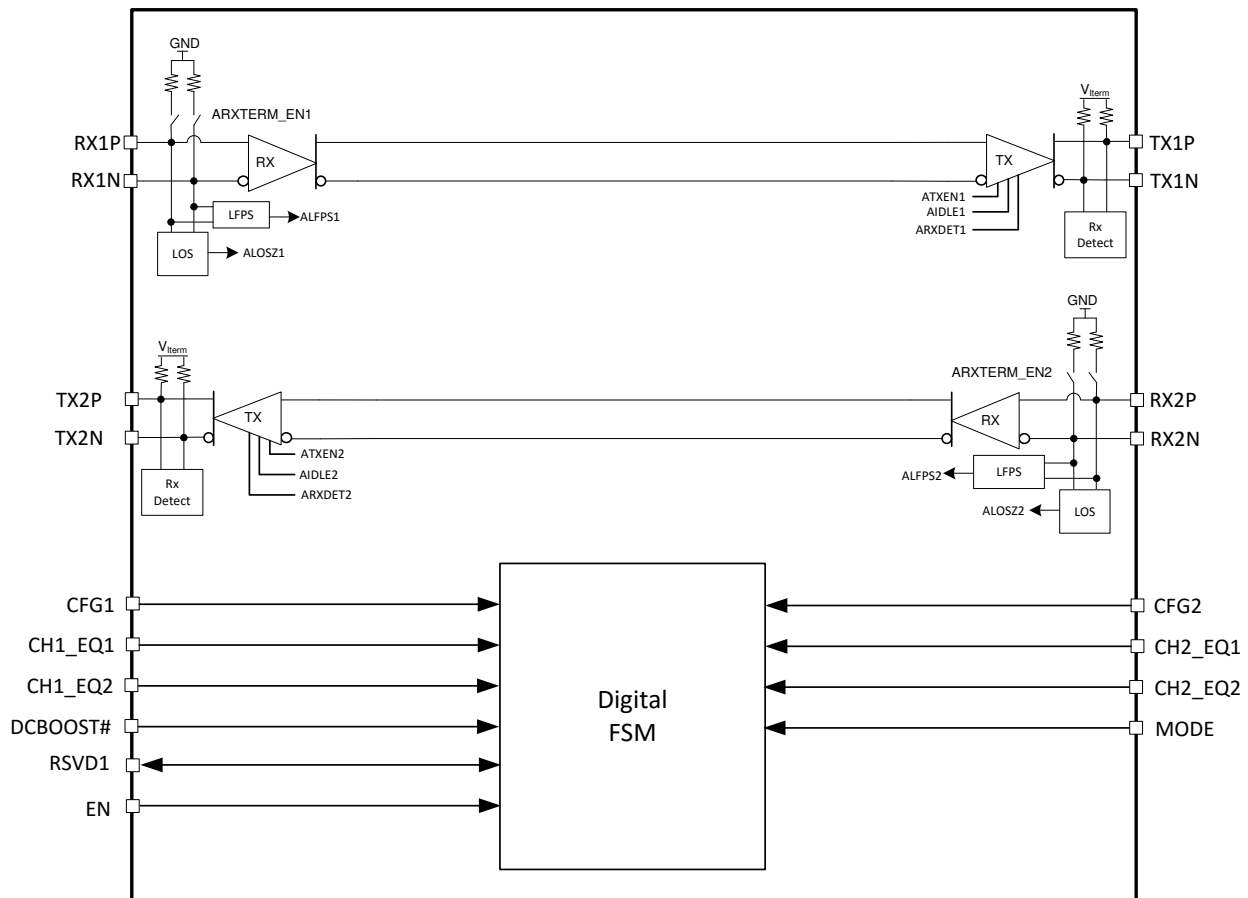 GND
ARXTERM_EN1
RX1P
RX1N
RX
LFPS
ALFPS1
LOS
ALOSZ1
VIterm
TX
TX1P
TX1N
ATXEN1
AIDLE1
ARXDET1
Rx
Detect
VIterm
TX2P
TX2N
TX
ATXEN2
AIDLE2
ARXDET2
Rx
Detect
GND
ARXTERM_EN2
RX
RX2P
RX2N
ALFPS2
LFPS
ALOSZ2
LOS
CFG1
CH1_EQ1
CH1_EQ2
DCBOOST#
RSVD1
EN
Digital
FSM
CFG2
CH2_EQ1
CH2_EQ2
MODE